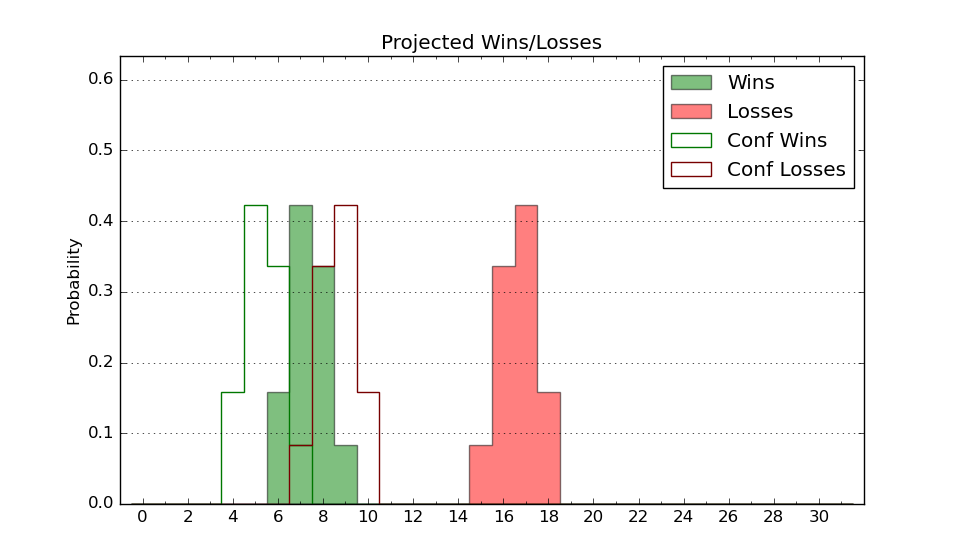 Projected Wins/Losses
Wins
Losses
Conf Wins
Conf Losses
Probability
0.6
0.5
0.4
0.3
0.2
0.1
0.0
0 2 4 6 8 10 12 14 16 18 20 22 24 26 28 30